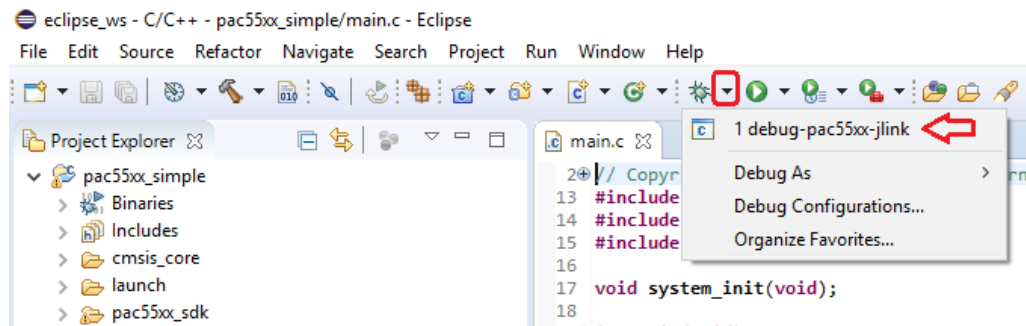 eclipse_ws - C/C++ - pac55xx_simple/main.c - Eclipse
File Edit Source Refactor Navigate Search Project Run Window Help
010
Project Explorer
main.c
1 debug-pac55xx-jlink
Debug As
Debug Configurations...
Organize Favorites...
pac55xx_simple
Binaries
Includes
cmsis_core
launch
pac55xx_sdk
2 // Copyr
13 #include
14 #include
15 #include
16
17 void system_init(void);
18